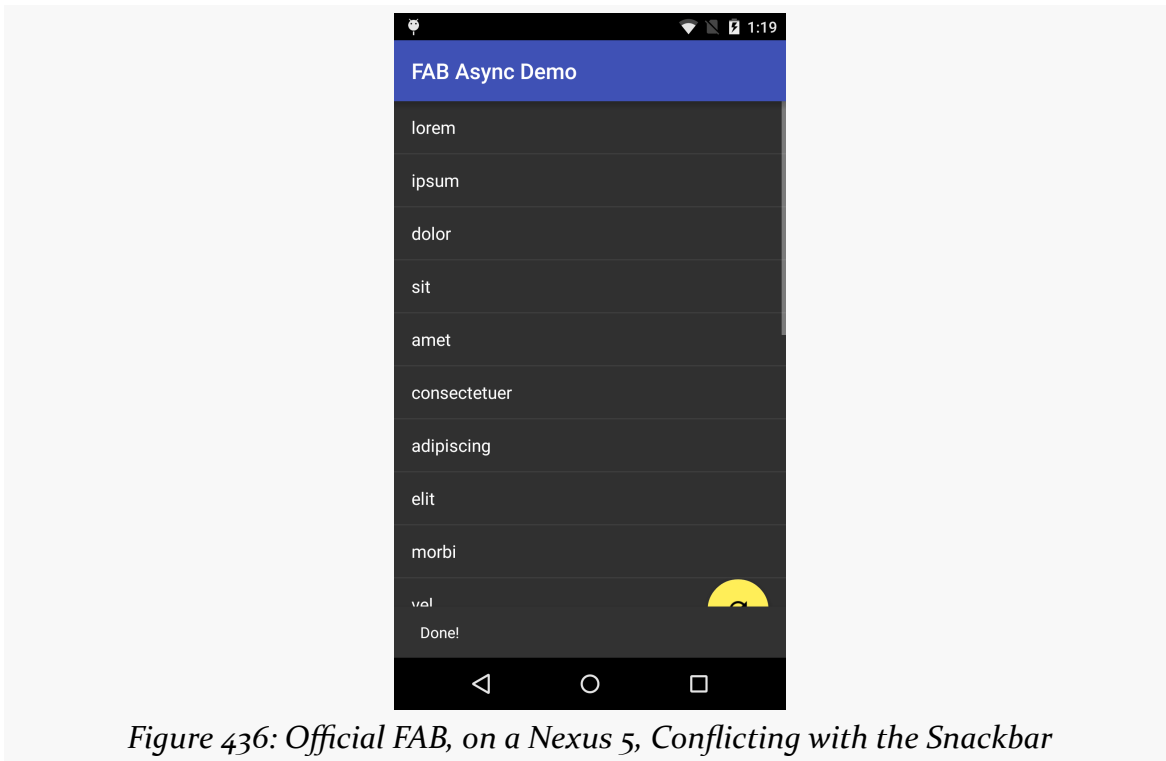 1:19
FAB Async Demo
lorem
ipsum
dolor
sit
amet
consectetuer
adipiscing
elit
morbi
vel
Done!
Figure 436: Official FAB, on a Nexus 5, Conflicting with the Snackbar